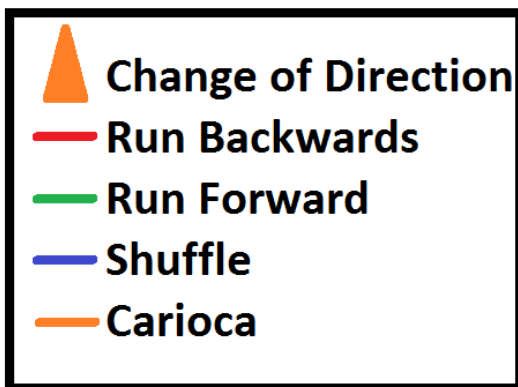 Change of Direction
Run Backwards
Run Forward
Shuffle
Carioca